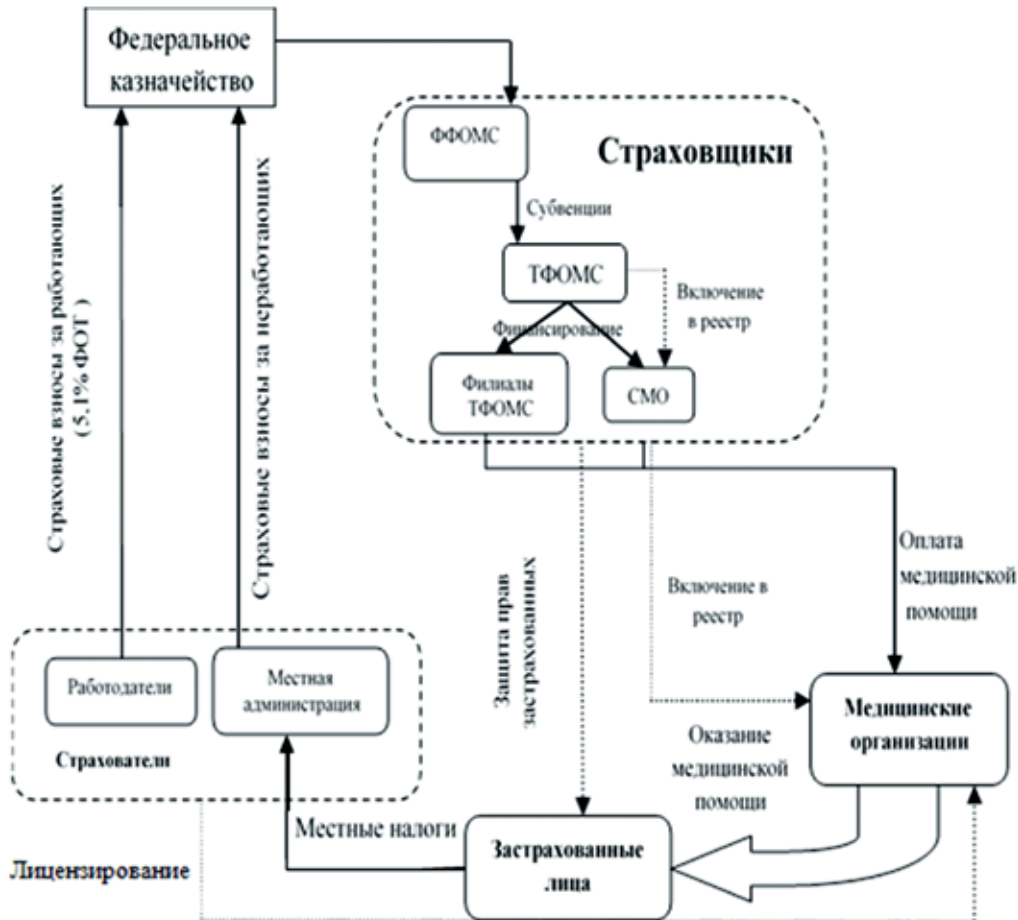 Федеральное
казначейство
ФФОМС
Страховщики
Субвенции
ТФОМС
Включение
в реестр
Финансирование
Филиалы
ТФОМС
СМО
Страховые взносы за работающих
(5.1% ФОТ )
Страховые взносы за неработающих
Оплата
медицинской
помощи
Защита прав
застрахованных
Включение в
реестр
Работодатели
Местная
администрация
Страхователи
Медицинские
организации
Оказание
медицинской
помощи
Местные налоги
Застрахованные
лица
Лицензирование